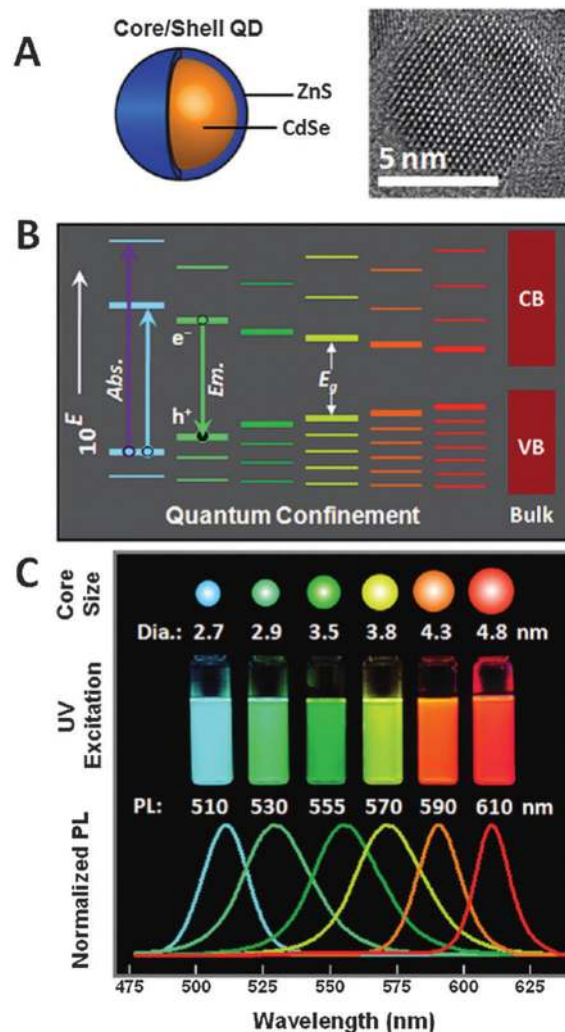 A
Core/Shell QD
ZnS
CdSe
5 nm
B
10^E
Abs.
e⁻
h⁺
Em.
E_g
CB
VB
Quantum Confinement
Bulk
C
Core Size
Dia.: 2.7 2.9 3.5 3.8 4.3 4.8 nm
UV Excitation
PL: 510 530 555 570 590 610 nm
Normalized PL
475 500 525 550 575 600 625
Wavelength (nm)